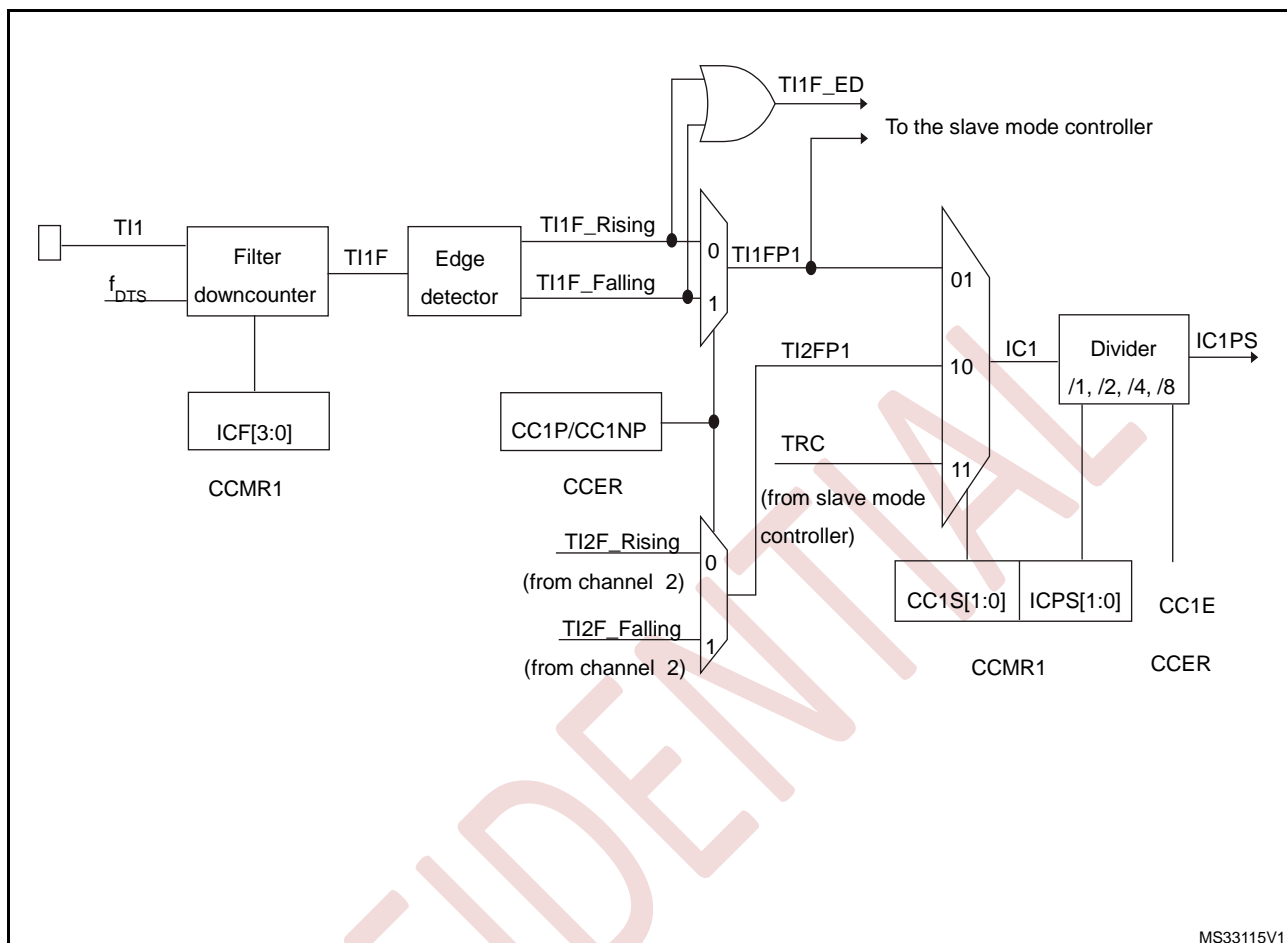 TI1F_ED
To the slave mode controller
TI1
f DTS
Filter
downcounter
TI1F
Edge
detector
TI1F_Rising
TI1F_Falling
0
1
TI1FP1
TI2FP1
01
10
11
IC1
Divider
/1, /2, /4, /8
IC1PS
ICF[3:0]
CCMR1
CC1P/CC1NP
CCER
TRC
(from slave mode
controller)
TI2F_Rising
(from channel 2)
TI2F_Falling
(from channel 2)
0
1
CC1S[1:0]
ICPS[1:0]
CC1E
CCMR1
CCER
FIDENTIAL
MS33115V1